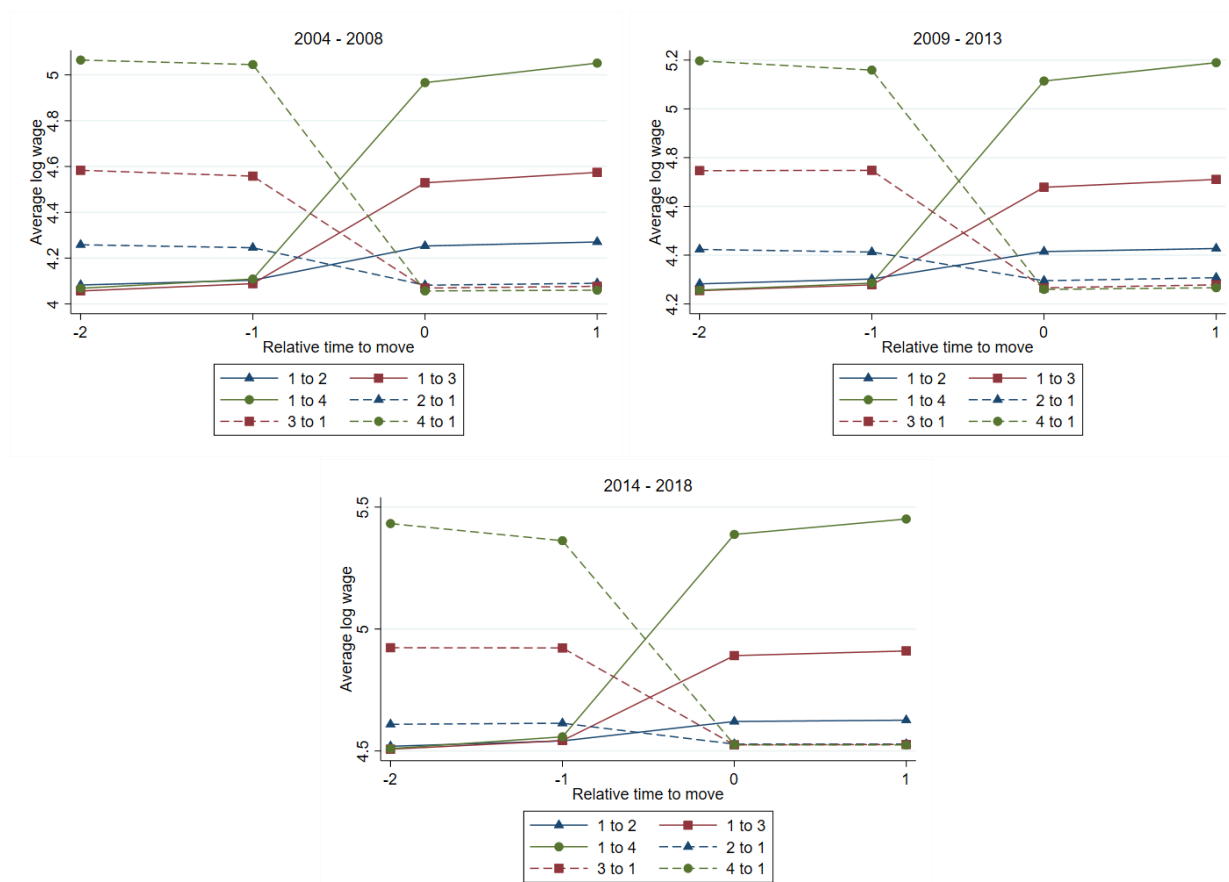 2004 - 2008
Average log wage
5
4.8
4.6
4.4
4.2
4
-2 -1 0 1
Relative time to move
1 to 2 1 to 3
1 to 4 2 to 1
3 to 1 4 to 1
2009 - 2013
Average log wage
5.2
5
4.8
4.6
4.4
4.2
-2 -1 0 1
Relative time to move
1 to 2 1 to 3
1 to 4 2 to 1
3 to 1 4 to 1
2014 - 2018
Average log wage
5.5
5
4.5
-2 -1 0 1
Relative time to move
1 to 2 1 to 3
1 to 4 2 to 1
3 to 1 4 to 1